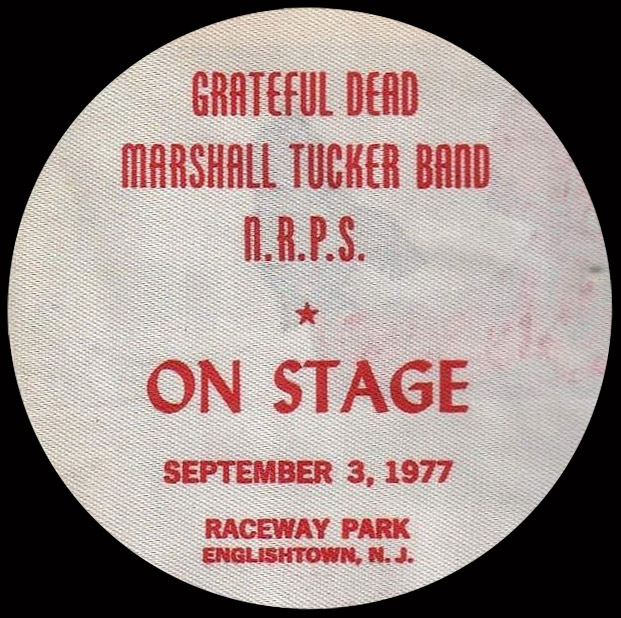 GRATEFUL DEAD
MARSHALL TUCKER BAND
N.R.P.S.
ON STAGE
SEPTEMBER 3, 1977
RACEWAY PARK
ENGLISHTOWN, N.J.